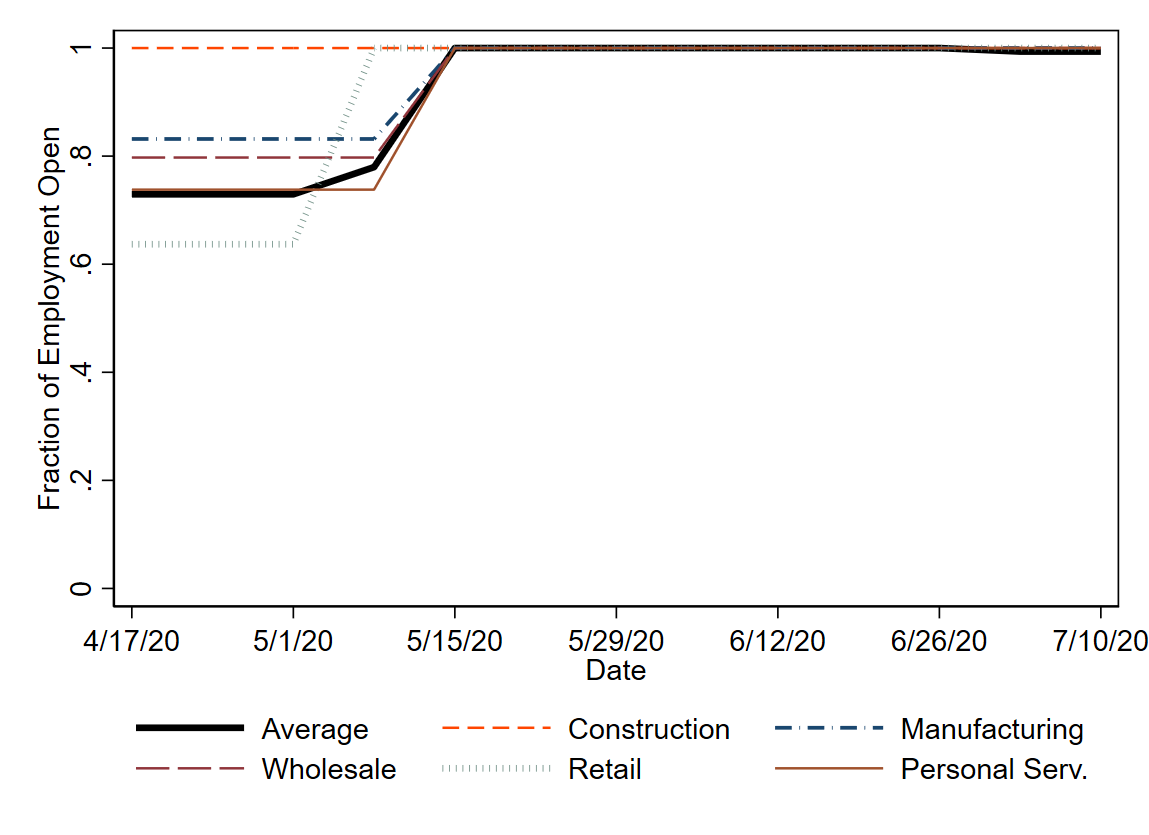 Fraction of Employment Open
1
.8
.6
.4
.2
0
4/17/20 5/1/20 5/15/20 5/29/20 6/12/20 6/26/20 7/10/20
Date
Average Construction Manufacturing
Wholesale Retail Personal Serv.